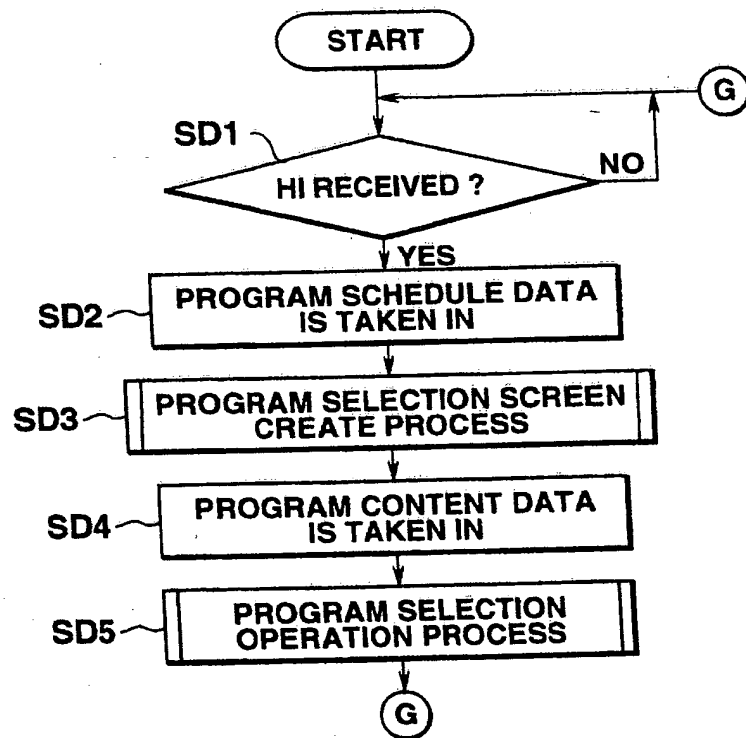 START
G
SD1
HI RECEIVED ?
NO
YES
SD2
PROGRAM SCHEDULE DATA
IS TAKEN IN
SD3
PROGRAM SELECTION SCREEN
CREATE PROCESS
SD4
PROGRAM CONTENT DATA
IS TAKEN IN
SD5
PROGRAM SELECTION
OPERATION PROCESS
G